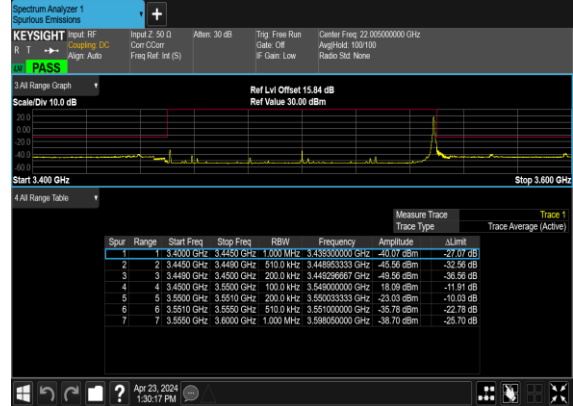 Spectrum Analyzer 1
Spurious Emissions
KEYSIGHT Input: RF Input Z: 50 Ω Atten: 30 dB Trig: Free Run Center Freq: 22.005000000 GHz
R T Coupling: DC Corr CCorr Gate: Off Avg|Hold: 100/100
Align: Auto Freq Ref: Int (S) IF Gain: Low Radio Std: None
PASS
3 All Range Graph
Ref Lvl Offset 15.84 dB
Scale/Div 10.0 dB Ref Value 30.00 dBm
20.0
0.00
-20.0
-40.0
-60.0
Start 3.400 GHz Stop 3.600 GHz
4 All Range Table
Measure Trace Trace 1
Trace Type Trace Average (Active)
Spur Range Start Freq Stop Freq RBW Frequency Amplitude ΔLimit
1 1 3.4000 GHz 3.4450 GHz 1.000 MHz 3.439300000 GHz -40.07 dBm -27.07 dB
2 2 3.4450 GHz 3.4490 GHz 510.0 kHz 3.448953333 GHz -45.56 dBm -32.56 dB
3 3 3.4490 GHz 3.4500 GHz 200.0 kHz 3.449296667 GHz -49.56 dBm -36.56 dB
4 4 3.4500 GHz 3.5500 GHz 100.0 kHz 3.549000000 GHz 18.09 dBm -11.91 dB
5 5 3.5500 GHz 3.5510 GHz 200.0 kHz 3.550033333 GHz -23.03 dBm -10.03 dB
6 6 3.5510 GHz 3.5550 GHz 510.0 kHz 3.551000000 GHz -35.78 dBm -22.78 dB
7 7 3.5550 GHz 3.6000 GHz 1.000 MHz 3.598050000 GHz -38.70 dBm -25.70 dB
? Apr 23, 2024
1:30:17 PM